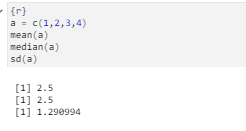 {r}
a = c(1,2,3,4)
mean(a)
median(a)
sd(a)
[1] 2.5
[1] 2.5
[1] 1.290994